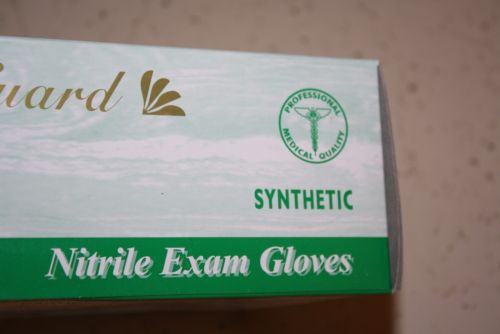 uard
PROFESSIONAL
MEDICAL QUALITY
SYNTHETIC
Nitrile Exam Gloves